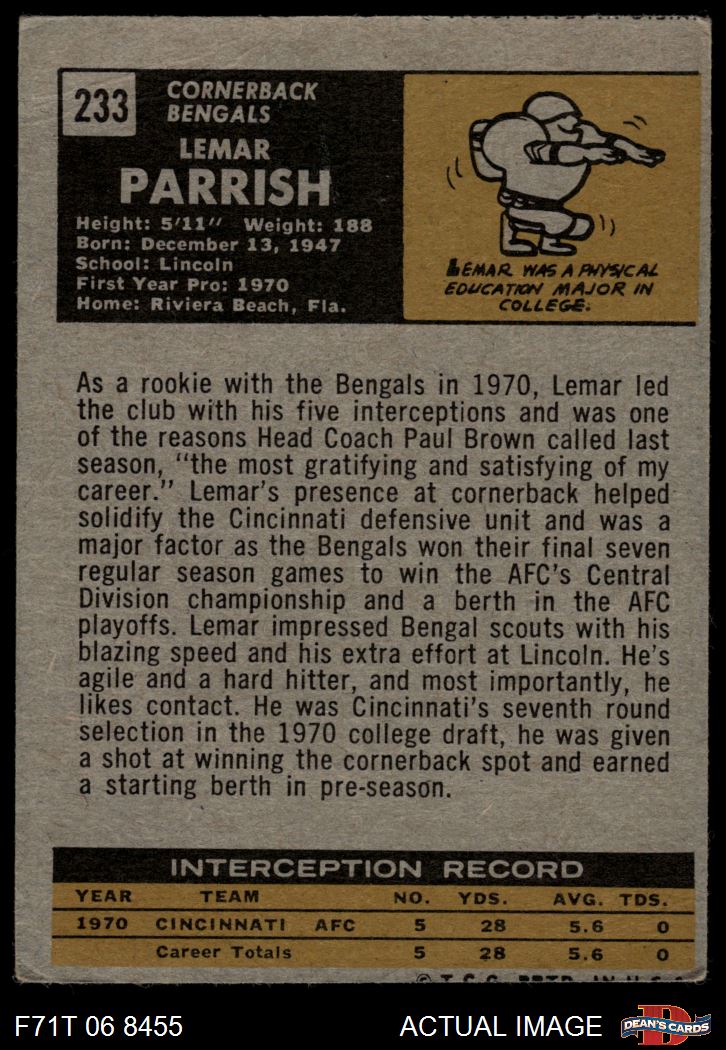 233
CORNERBACK
BENGALS
LEMAR
PARRISH
Height: 5'11" Weight: 188
Born: December 13, 1947
School: Lincoln
First Year Pro: 1970
Home: Riviera Beach, Fla.
LEMAR WAS A PHYSICAL
EDUCATION MAJOR IN
COLLEGE.
As a rookie with the Bengals in 1970, Lemar led
the club with his five interceptions and was one
of the reasons Head Coach Paul Brown called last
season, "the most gratifying and satisfying of my
career." Lemar's presence at cornerback helped
solidify the Cincinnati defensive unit and was a
major factor as the Bengals won their final seven
regular season games to win the AFC's Central
Division championship and a berth in the AFC
playoffs. Lemar impressed Bengal scouts with his
blazing speed and his extra effort at Lincoln. He's
agile and a hard hitter, and most importantly, he
likes contact. He was Cincinnati's seventh round
selection in the 1970 college draft, he was given
a shot at winning the cornerback spot and earned
a starting berth in pre-season.
INTERCEPTION RECORD
YEAR TEAM NO. YDS. AVG. TDS.
1970 CINCINNATI AFC 5 28 5.6 0
Career Totals 5 28 5.6 0
© T.C.G. PRTD. IN U.S.A.
F71T 06 8455 ACTUAL IMAGE D DEAN'S CARDS